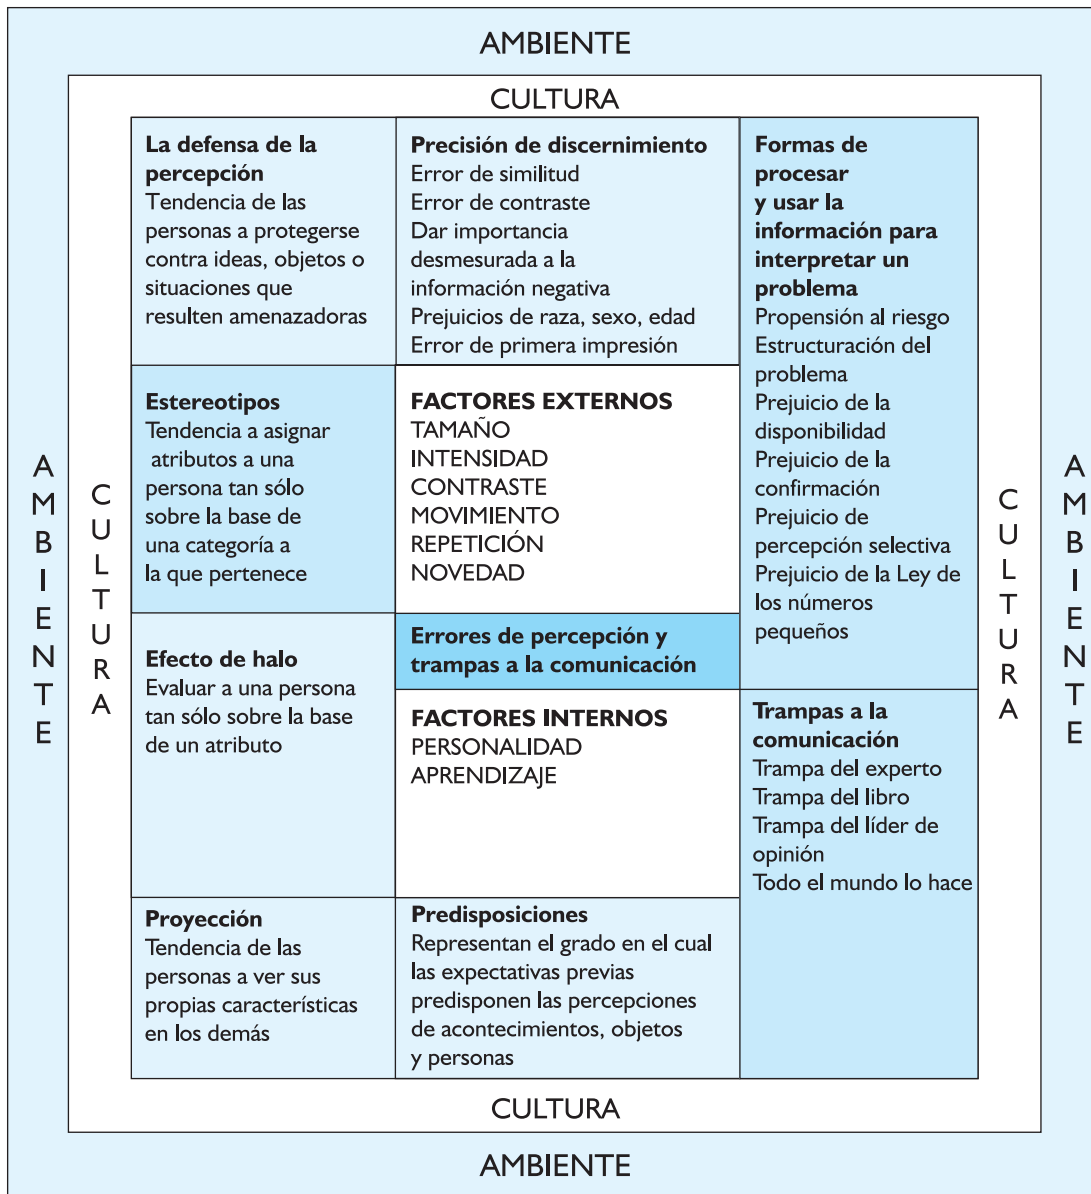 AMBIENTE
CULTURA
La defensa de la
percepción
Tendencia de las
personas a protegerse
contra ideas, objetos o
situaciones que
resulten amenazadoras
Precisión de discernimiento
Error de similitud
Error de contraste
Dar importancia
desmesurada a la
información negativa
Prejuicios de raza, sexo, edad
Error de primera impresión
Formas de
procesar
y usar la
información para
interpretar un
problema
Propensión al riesgo
Estructuración del
problema
Prejuicio de la
disponibilidad
Prejuicio de la
confirmación
Prejuicio de
percepción selectiva
Prejuicio de la Ley de
los números
pequeños
Estereotipos
Tendencia a asignar
atributos a una
persona tan sólo
sobre la base de
una categoría a
la que pertenece
FACTORES EXTERNOS
TAMAÑO
INTENSIDAD
CONTRASTE
MOVIMIENTO
REPETICIÓN
NOVEDAD
AMBIENTE
CULTURA
CULTURA
AMBIENTE
Errores de percepción y
trampas a la comunicación
Efecto de halo
Evaluar a una persona
tan sólo sobre la base
de un atributo
FACTORES INTERNOS
PERSONALIDAD
APRENDIZAJE
Trampas a la
comunicación
Trampa del experto
Trampa del libro
Trampa del líder de
opinión
Todo el mundo lo hace
Proyección
Tendencia de las
personas a ver sus
propias características
en los demás
Predisposiciones
Representan el grado en el cual
las expectativas previas
predisponen las percepciones
de acontecimientos, objetos
y personas
CULTURA
AMBIENTE